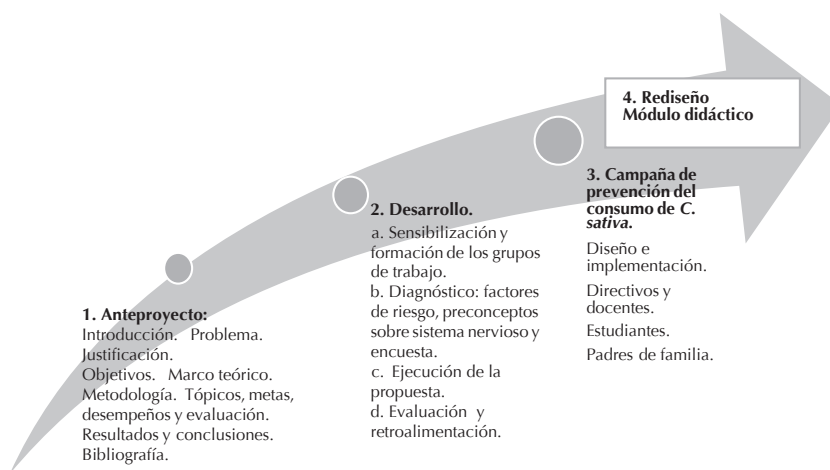 1. Anteproyecto:
Introducción. Problema.
Justificación.
Objetivos. Marco teórico.
Metodología. Tópicos, metas,
desempeños y evaluación.
Resultados y conclusiones.
Bibliografía.
2. Desarrollo.
a. Sensibilización y
formación de los grupos
de trabajo.
b. Diagnóstico: factores
de riesgo, preconceptos
sobre sistema nervioso y
encuesta.
c. Ejecución de la
propuesta.
d. Evaluación y
retroalimentación.
3. Campaña de
prevención del
consumo de C.
sativa.
Diseño e
implementación.
Directivos y
docentes.
Estudiantes.
Padres de familia.
4. Rediseño
Módulo didáctico